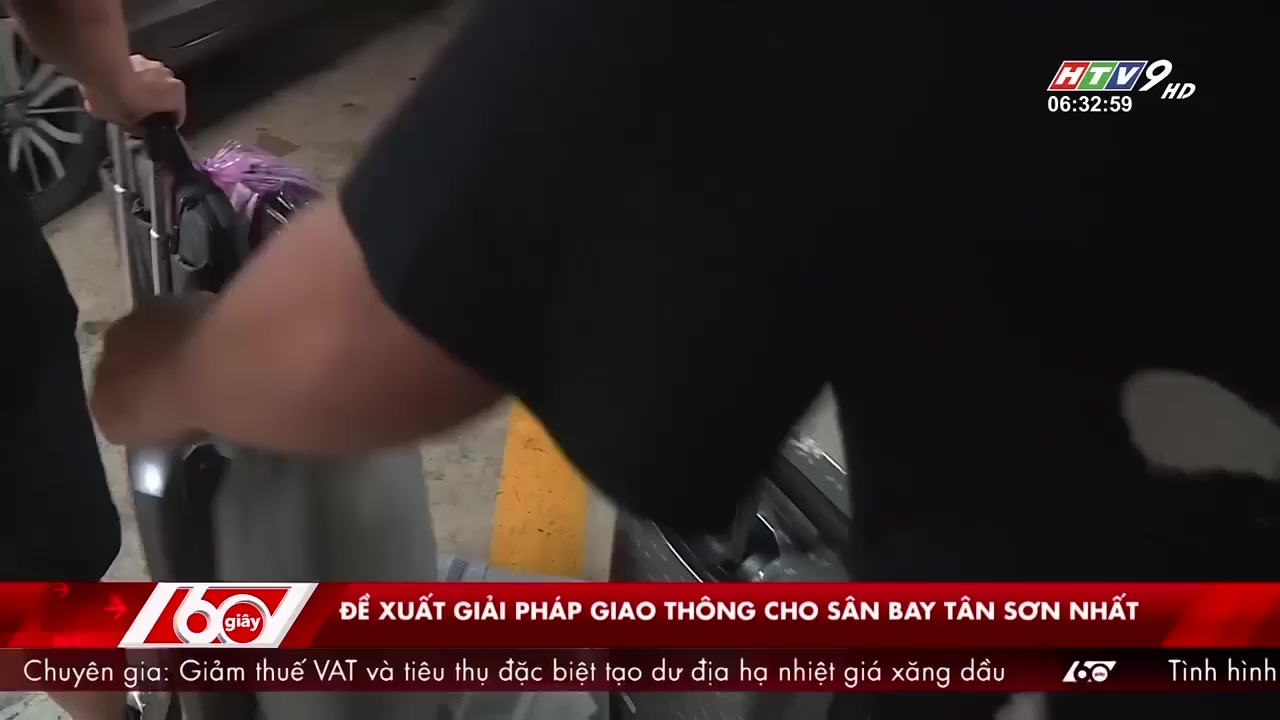 HTV9 HD
06:32:59
60 giây
ĐỀ XUẤT GIẢI PHÁP GIAO THÔNG CHO SÂN BAY TÂN SƠN NHẤT
Chuyên gia: Giảm thuế VAT và tiêu thụ đặc biệt tạo dư địa hạ nhiệt giá xăng dầu 60 giây Tình hình